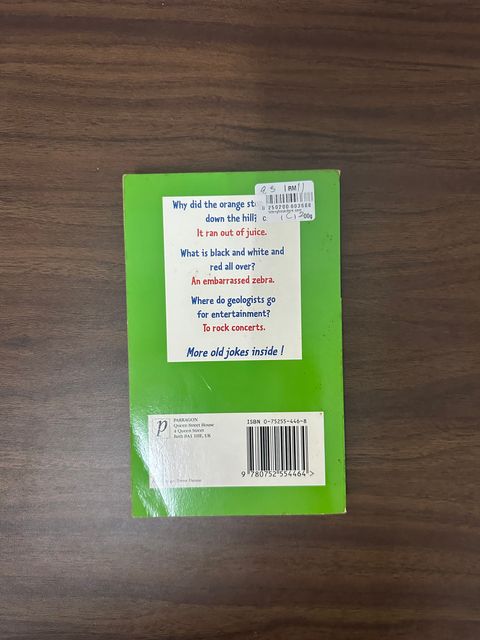 Why did the orange
down the hill?
It ran out of juice.
What is black and white and
red all over?
An embarrassed zebra.
Where do geologists go
for entertainment?
To rock concerts.
More old jokes inside !
RM
p
PARRAGON
Queen Street House
4 Queen Street
Bath BA1 1HE, UK
ISBN 0-75255-446-8
9 780752 554464 >